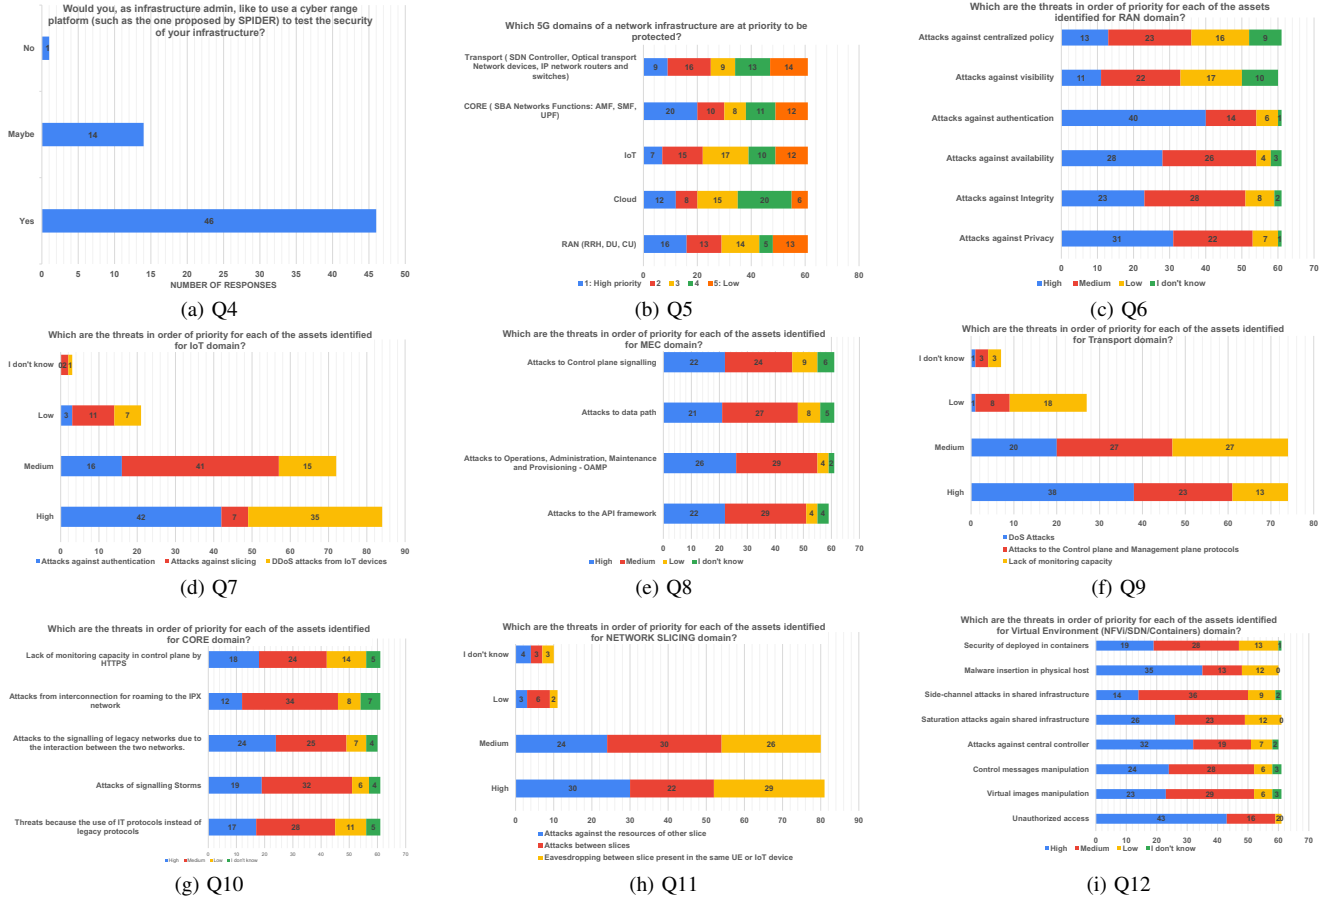 Would you, as infrastructure admin, like to use a cyber range
platform (such as the one proposed by SPIDER) to test the security
of your infrastructure?
No
1
Maybe
14
Yes
46
0 5 10 15 20 25 30 35 40 45 50
NUMBER OF RESPONSES
(a) Q4
Which 5G domains of a network infrastructure are at priority to be
protected?
Transport ( SDN Controller, Optical transport
Network devices, IP network routers and
switches)
9 16 9 13 14
CORE ( SBA Networks Functions: AMF, SMF,
UPF)
20 10 8 11 12
IoT
7 15 17 10 12
Cloud
12 8 15 20 6
RAN (RRH, DU, CU)
16 13 14 5 13
0 20 40 60 80
1: High priority 2 3 4 5: Low
(b) Q5
Which are the threats in order of priority for each of the assets
identified for RAN domain?
Attacks against centralized policy
13 23 16 9
Attacks against visibility
11 22 17 10
Attacks against authentication
40 14 6 1
Attacks against availability
28 26 4 3
Attacks against Integrity
23 28 8 2
Attacks against Privacy
31 22 7 1
0 10 20 30 40 50 60 70
High Medium Low I don't know
(c) Q6
Which are the threats in order of priority for each of the assets identified
for IoT domain?
I don't know
0 2 1
Low
3 11 7
Medium
16 41 15
High
42 7 35
0 10 20 30 40 50 60 70 80 90
Attacks against authentication Attacks against slicing DDoS attacks from IoT devices
(d) Q7
Which are the threats in order of priority for each of the assets identified
for MEC domain?
Attacks to Control plane signalling
22 24 9 6
Attacks to data path
21 27 8 5
Attacks to Operations, Administration, Maintenance
and Provisioning - OAMP
26 29 4 2
Attacks to the API framework
22 29 4 4
0 10 20 30 40 50 60 70
High Medium Low I don't know
(e) Q8
Which are the threats in order of priority for each of the assets identified
for Transport domain?
I don't know
1 3 3
Low
1 8 18
Medium
20 27 27
High
38 23 13
0 10 20 30 40 50 60 70 80
DoS Attacks
Attacks to the Control plane and Management plane protocols
Lack of monitoring capacity
(f) Q9
Which are the threats in order of priority for each of the assets identified
for CORE domain?
Lack of monitoring capacity in control plane by
HTTPS
18 24 14 5
Attacks from interconnection for roaming to the IPX
network
12 34 8 7
Attacks to the signalling of legacy networks due to
the interaction between the two networks.
24 25 7 4
Attacks of signalling Storms
19 32 6 4
Threats because the use of IT protocols instead of
legacy protocols
17 28 11 5
0 10 20 30 40 50 60 70
High Medium Low I don't know
(g) Q10
Which are the threats in order of priority for each of the assets identified
for NETWORK SLICING domain?
I don't know
4 3 3
Low
3 6 2
Medium
24 30 26
High
30 22 29
0 10 20 30 40 50 60 70 80 90
Attacks against the resources of other slice
Attacks between slices
Eavesdropping between slice present in the same UE or IoT device
(h) Q11
Which are the threats in order of priority for each of the assets identified
for Virtual Environment (NFVi/SDN/Containers) domain?
Security of deployed in containers
19 28 13 1
Malware insertion in physical host
35 13 12 0
Side-channel attacks in shared infrastructure
14 36 9 2
Saturation attacks again shared infrastructure
26 23 12 0
Attacks against central controller
32 19 7 2
Control messages manipulation
24 28 6 3
Virtual images manipulation
23 29 6 3
Unauthorized access
43 16 2 0
0 10 20 30 40 50 60 70
High Medium Low I don't know
(i) Q12